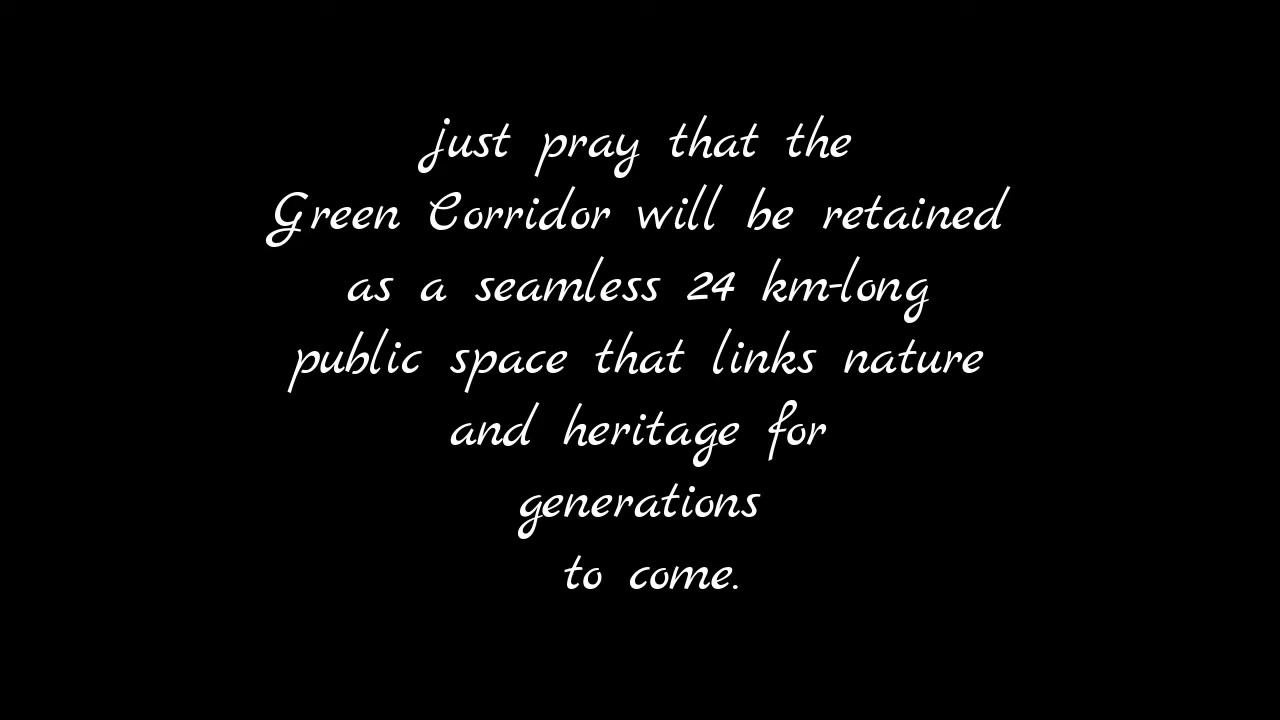 just pray that the
Green Corridor will be retained
as a seamless 24 km-long
public space that links nature
and heritage for
generations
to come.